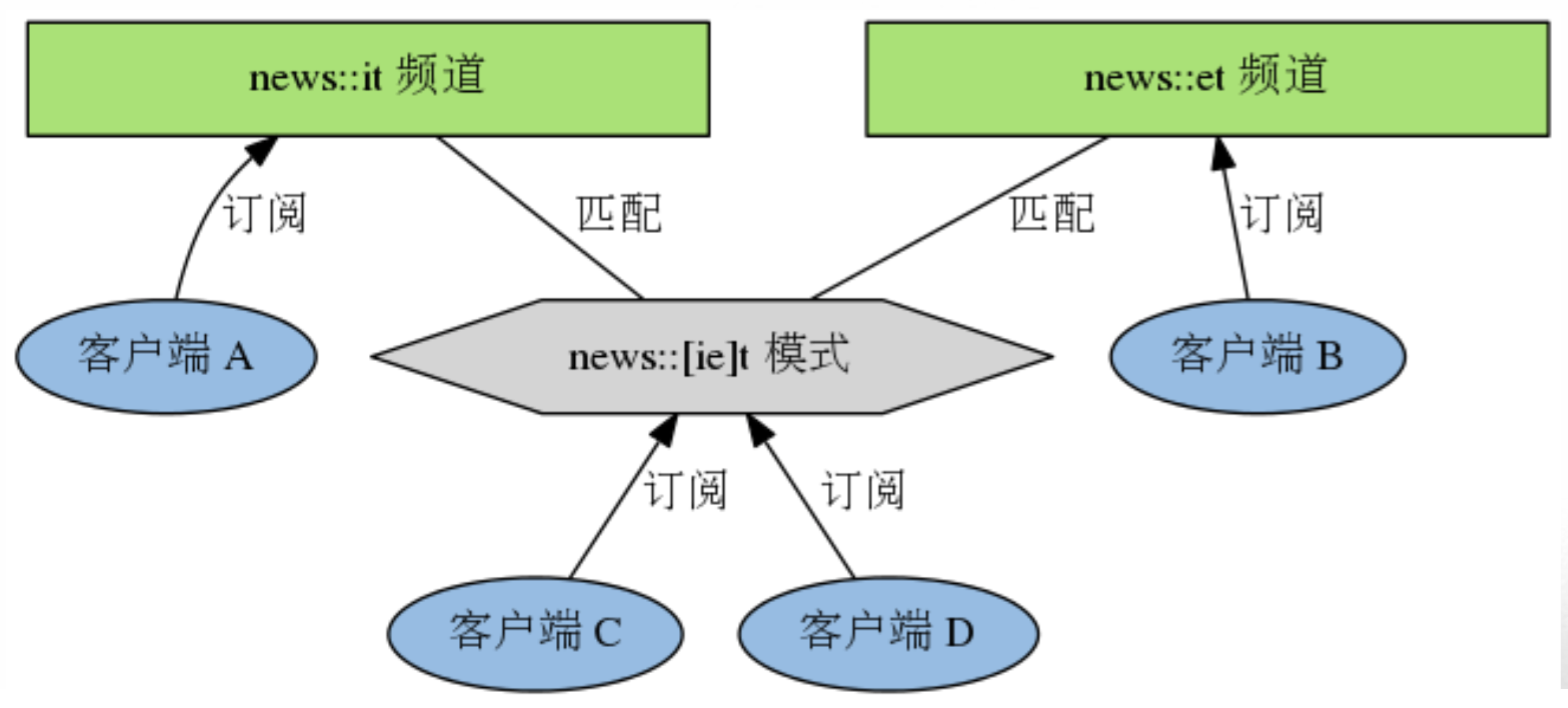 news::it 频道
news::et 频道
订阅
匹配
匹配
订阅
客户端 A
news::[ie]t 模式
客户端 B
订阅
订阅
客户端 C
客户端 D